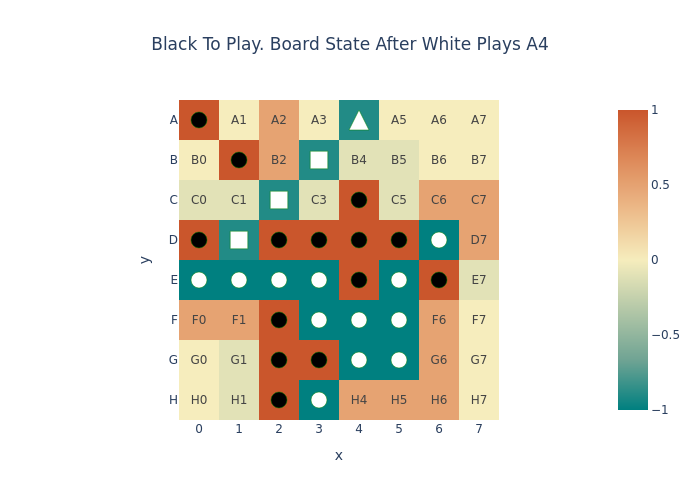 Black To Play. Board State After White Plays A4
A A1 A2 A3 A5 A6 A7
B B0 B2 B4 B5 B6 B7
C C0 C1 C3 C5 C6 C7
D D7
E E7
F F0 F1 F6 F7
G G0 G1 G6 G7
H H0 H1 H4 H5 H6 H7
0 1 2 3 4 5 6 7
x
y
1
0.5
0
−0.5
−1